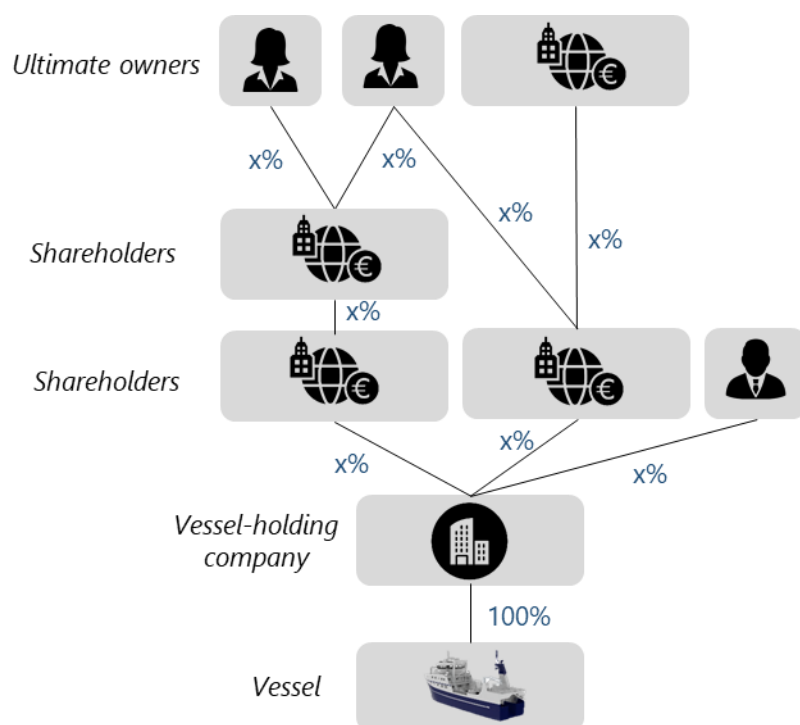 Ultimate owners
x%
x%
x%
x%
Shareholders
€
€
x%
Shareholders
€
€
x%
x%
x%
Vessel-holding
company
100%
Vessel